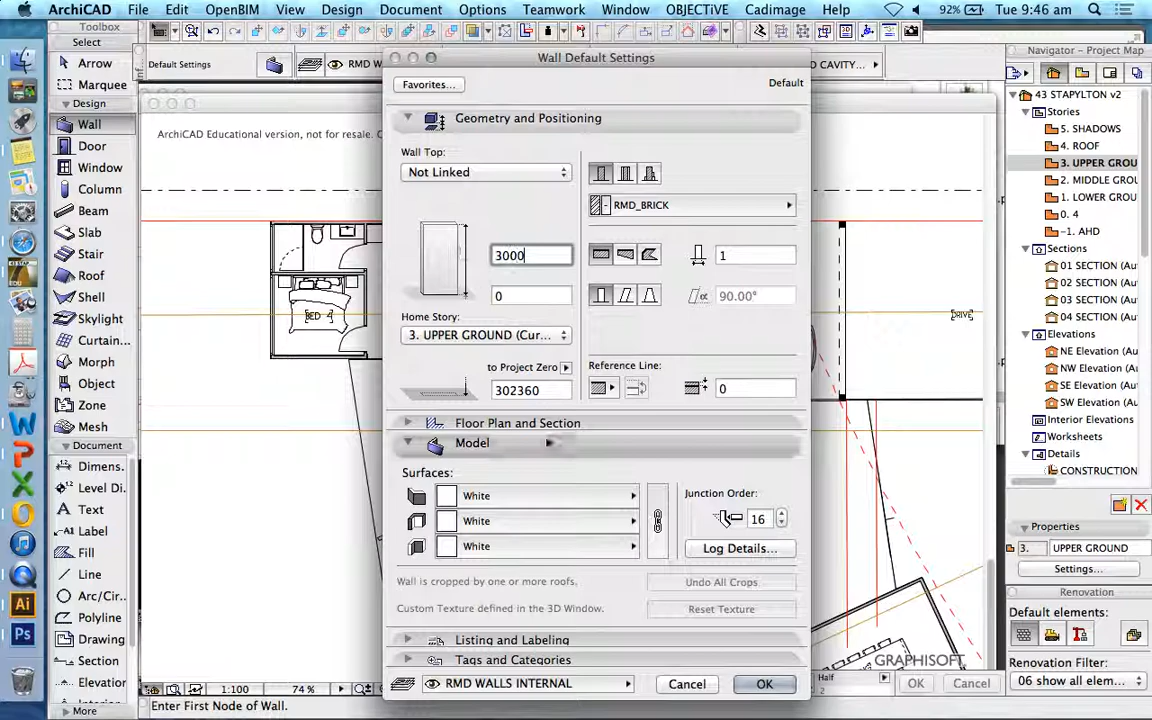 ArchiCAD File Edit OpenBIM View Design Document Options Teamwork Window OBJECTiVE Cadimage Help 92% Tue 9:46 am
Toolbox
Select
Arrow
Marquee
Design
Wall
Door
Window
Column
Beam
Slab
Stair
Roof
Shell
Skylight
Curtain...
Morph
Object
Zone
Mesh
Document
Dimens...
Level Di...
Text
Label
Fill
Line
Arc/Cir...
Polyline
Drawing
Section
Elevation
More
Default Settings
RMD W
D CAVITY...
ArchiCAD Educational version, not for resale.
BED
DRIVE
GRAPHISOFT.
1:100
74 %
Half
2
OK
Cancel
Enter First Node of Wall.
Wall Default Settings
Favorites...
Default
Geometry and Positioning
Wall Top:
Not Linked
RMD_BRICK
3000
1
0
90.00°
Home Story:
3. UPPER GROUND (Cur...
to Project Zero
Reference Line:
302360
0
Floor Plan and Section
Model
Surfaces:
White
White
White
Junction Order:
16
Log Details...
Wall is cropped by one or more roofs.
Undo All Crops
Custom Texture defined in the 3D Window.
Reset Texture
Listing and Labeling
Tags and Categories
RMD WALLS INTERNAL
Cancel
OK
Navigator - Project Map
43 STAPYLTON v2
Stories
5. SHADOWS
4. ROOF
3. UPPER GROU
2. MIDDLE GROU
1. LOWER GROU
0. 4
-1. AHD
Sections
01 SECTION (Au
02 SECTION (Au
03 SECTION (Au
04 SECTION (Au
Elevations
NE Elevation (Au
NW Elevation (Au
SE Elevation (Au
SW Elevation (Au
Interior Elevations
Worksheets
Details
CONSTRUCTION
Properties
3. UPPER GROUND
Settings...
Renovation
Default elements:
Renovation Filter:
06 show all elem...